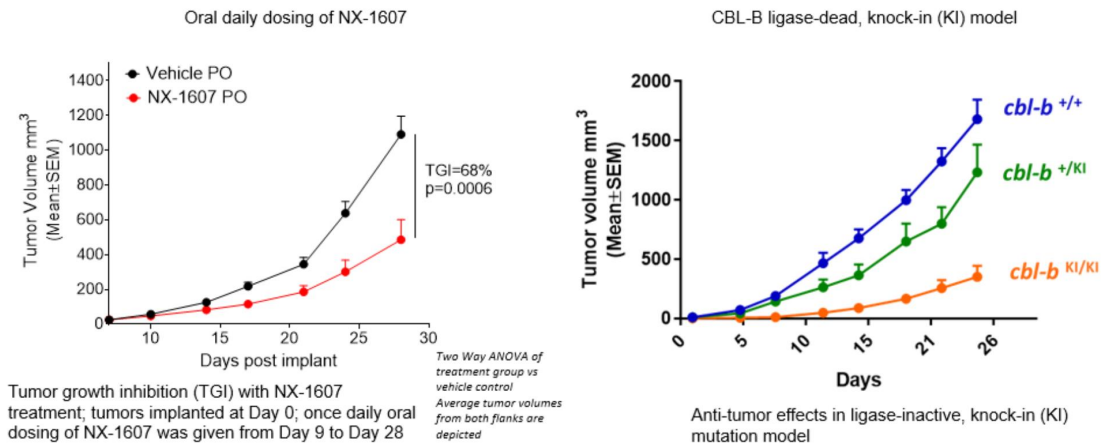 Oral daily dosing of NX-1607
Vehicle PO
NX-1607 PO
Tumor Volume mm³
(Mean±SEM)
1400
1200
1000
800
600
400
200
0
TGI=68%
p=0.0006
10
15
20
25
30
Days post implant
Two Way ANOVA of
treatment group vs
vehicle control
Average tumor volumes
from both flanks are
depicted
Tumor growth inhibition (TGI) with NX-1607
treatment; tumors implanted at Day 0; once daily oral
dosing of NX-1607 was given from Day 9 to Day 28
CBL-B ligase-dead, knock-in (KI) model
Tumor volume mm³
(Mean±SEM)
2000
1500
1000
500
0
cbl-b +/+
cbl-b +/KI
cbl-b KI/KI
0
5
10
15
21
26
Days
Anti-tumor effects in ligase-inactive, knock-in (KI)
mutation model